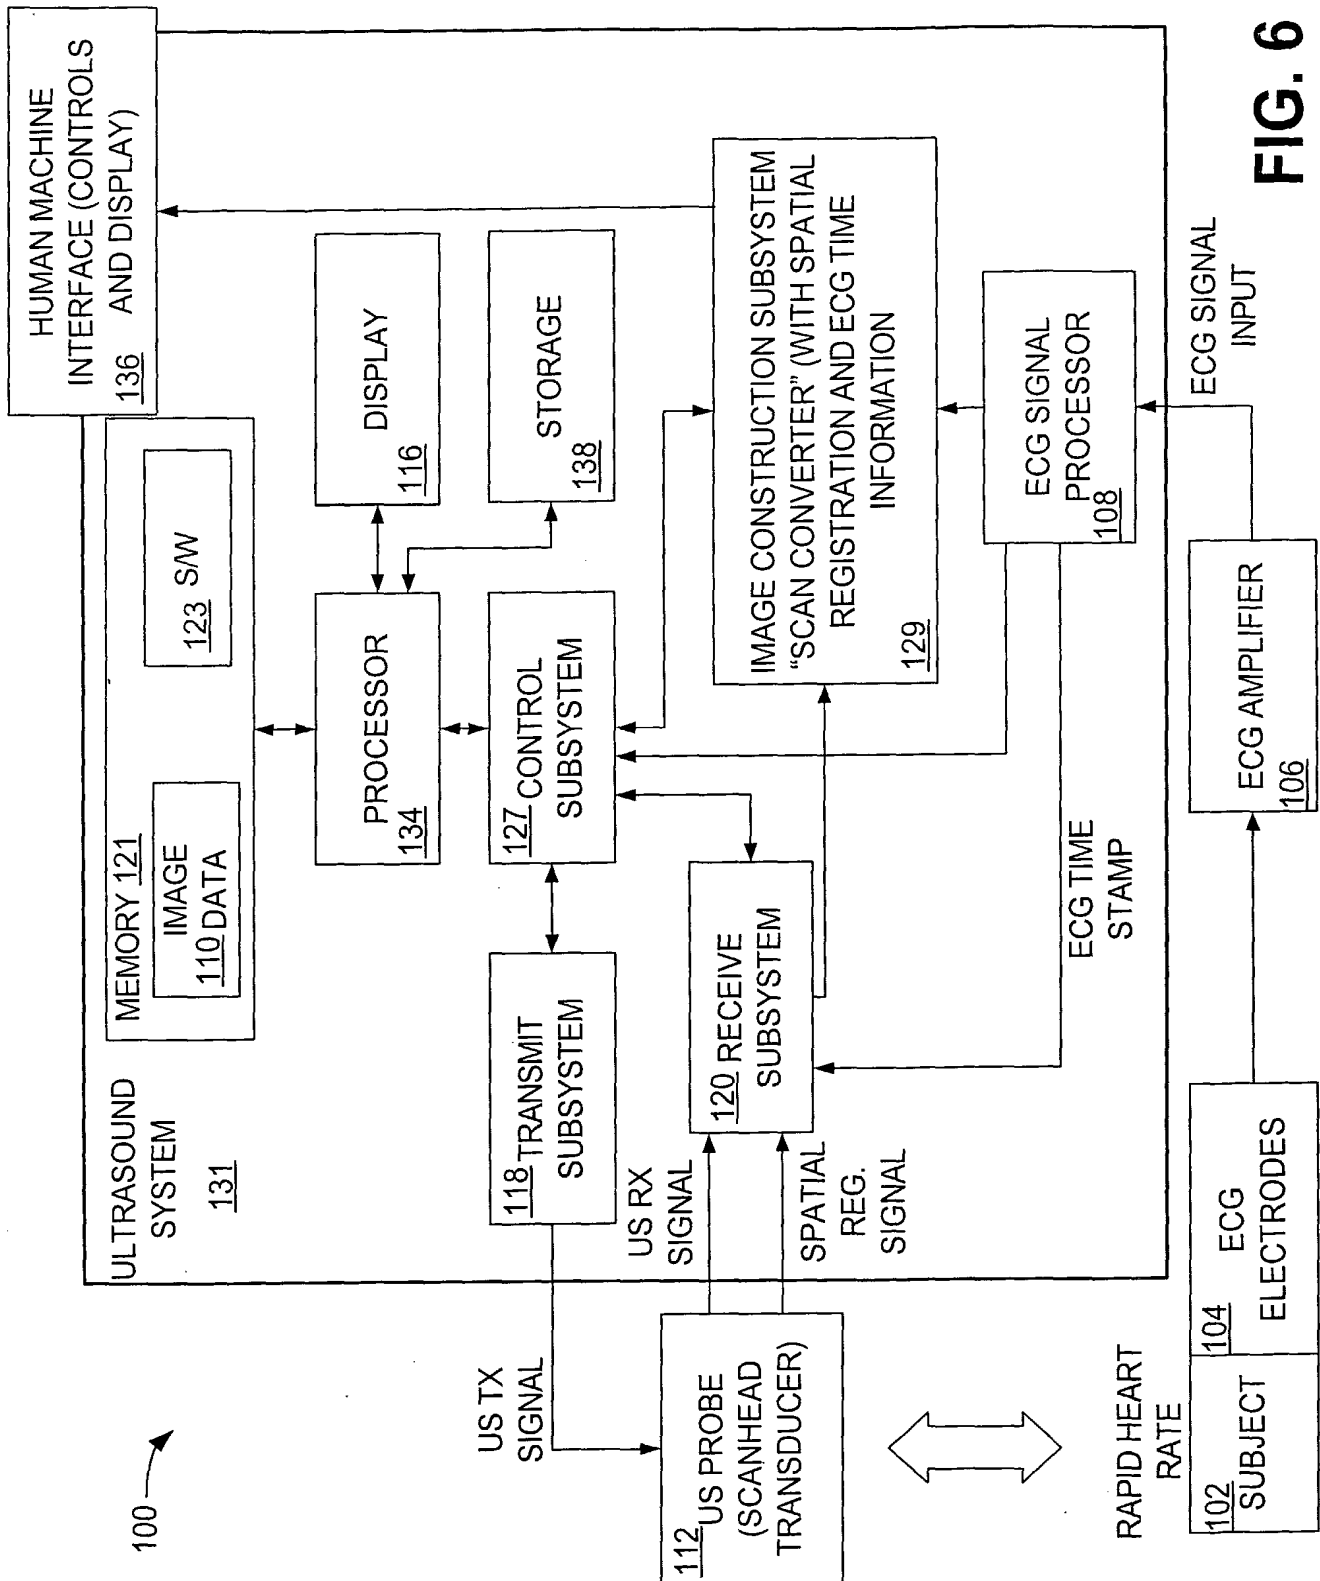 100
ULTRASOUND
SYSTEM
131
MEMORY 121
IMAGE
110 DATA
123 S/W
HUMAN MACHINE
INTERFACE (CONTROLS
AND DISPLAY)
136
PROCESSOR
134
DISPLAY
116
STORAGE
138
US TX
SIGNAL
118 TRANSMIT
SUBSYSTEM
127 CONTROL
SUBSYSTEM
112 US PROBE
(SCANHEAD
TRANSDUCER)
US RX
SIGNAL
SPATIAL
REG.
SIGNAL
120 RECEIVE
SUBSYSTEM
IMAGE CONSTRUCTION SUBSYSTEM
“SCAN CONVERTER” (WITH SPATIAL
REGISTRATION AND ECG TIME
INFORMATION
129
ECG TIME
STAMP
ECG SIGNAL
PROCESSOR
108
RAPID HEART
RATE
102
SUBJECT
104
ECG
ELECTRODES
ECG AMPLIFIER
106
ECG SIGNAL
INPUT
FIG. 6